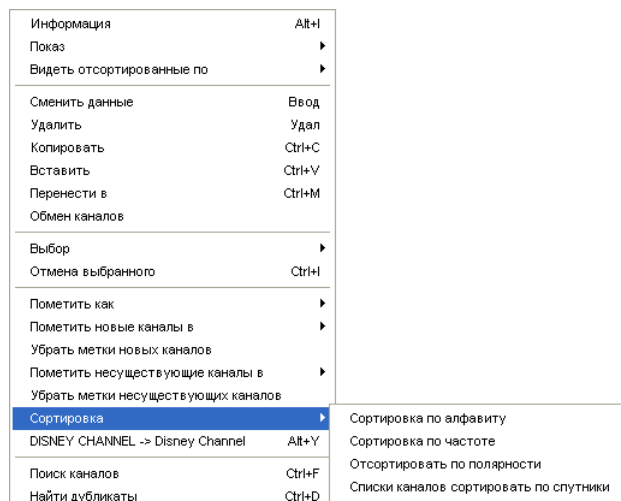 Информация Alt+I
Показ
Видеть отсортированные по
Сменить данные Ввод
Удалить Удал
Копировать Ctrl+C
Вставить Ctrl+V
Перенести в Ctrl+M
Обмен каналов
Выбор
Отмена выбранного Ctrl+I
Пометить как
Пометить новые каналы в
Убрать метки новых каналов
Пометить несуществующие каналы в
Убрать метки несуществующих каналов
Сортировка
DISNEY CHANNEL -> Disney Channel Alt+Y
Поиск каналов Ctrl+F
Найти дубликаты Ctrl+D
Сортировка по алфавиту
Сортировка по частоте
Отсортировать по полярности
Списки каналов сортировать по спутники